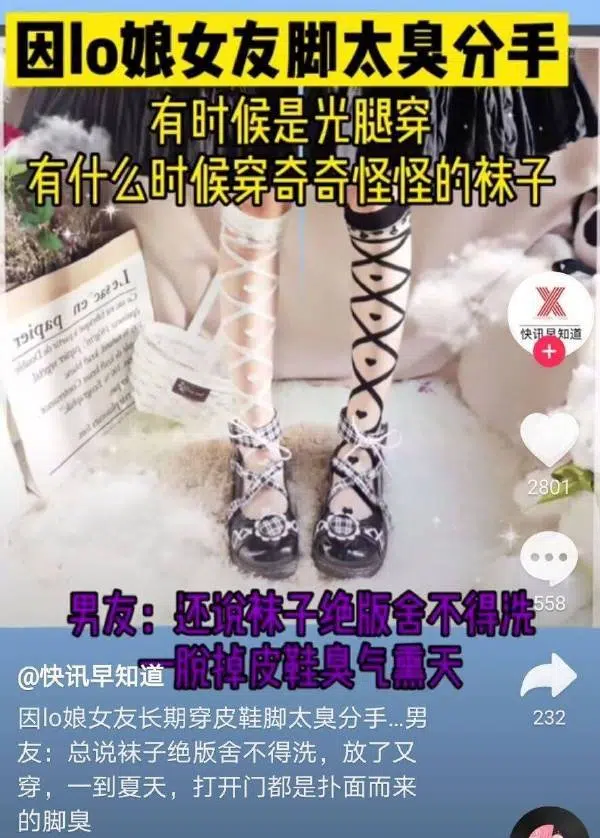 因lo娘女友脚太臭分手
有时候是光腿穿
有什么时候穿奇奇怪怪的袜子
快讯早知道
2801
558
男友：还说袜子绝版舍不得洗
一脱掉皮鞋臭气熏天
@快讯早知道
232
因lo娘女友长期穿皮鞋脚太臭分手...男
友：总说袜子绝版舍不得洗，放了又
穿，一到夏天，打开门都是扑面而来
的脚臭